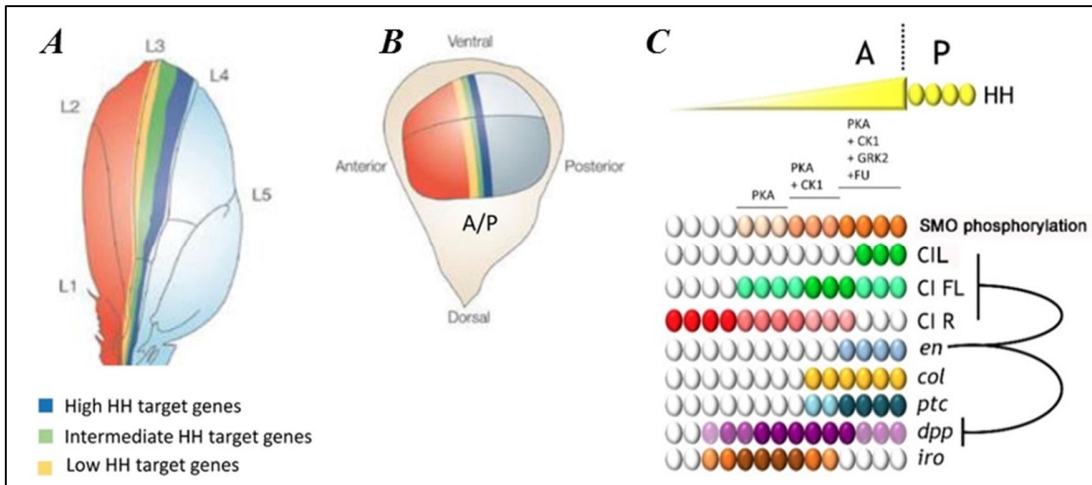 A
L3
L4
L2
L5
L1
High HH target genes
Intermediate HH target genes
Low HH target genes
B
Ventral
Anterior
Posterior
A/P
Dorsal
C
A
P
HH
PKA
+ CK1
+ GRK2
+FU
PKA
+ CK1
PKA
SMO phosphorylation
CIL
CI FL
CI R
en
col
ptc
dpp
iro